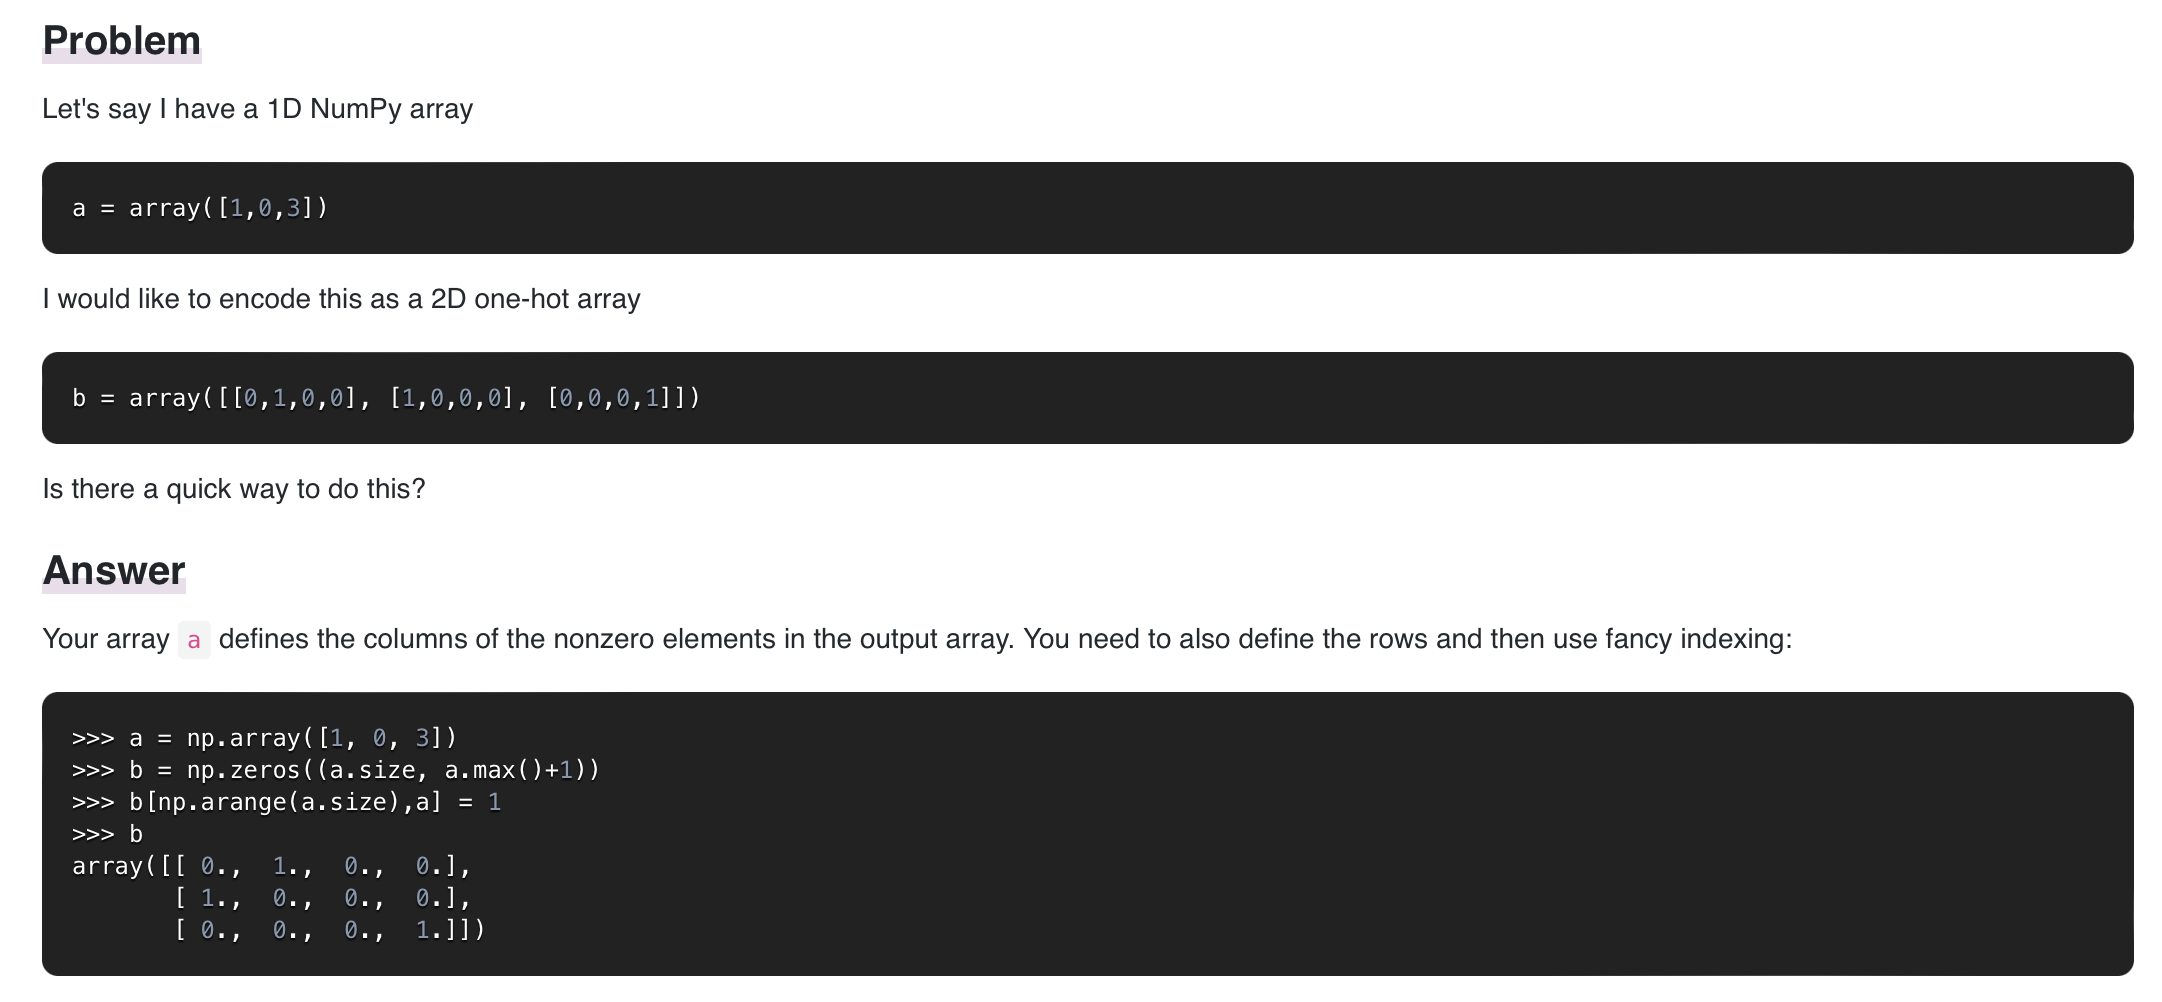 Problem
Let's say I have a 1D NumPy array
a = array([1,0,3])
I would like to encode this as a 2D one-hot array
b = array([[0,1,0,0], [1,0,0,0], [0,0,0,1]])
Is there a quick way to do this?
Answer
Your array a defines the columns of the nonzero elements in the output array. You need to also define the rows and then use fancy indexing:
>>> a = np.array([1, 0, 3])
>>> b = np.zeros((a.size, a.max()+1))
>>> b[np.arange(a.size),a] = 1
>>> b
array([[ 0.,  1.,  0.,  0.],
       [ 1.,  0.,  0.,  0.],
       [ 0.,  0.,  0.,  1.]])